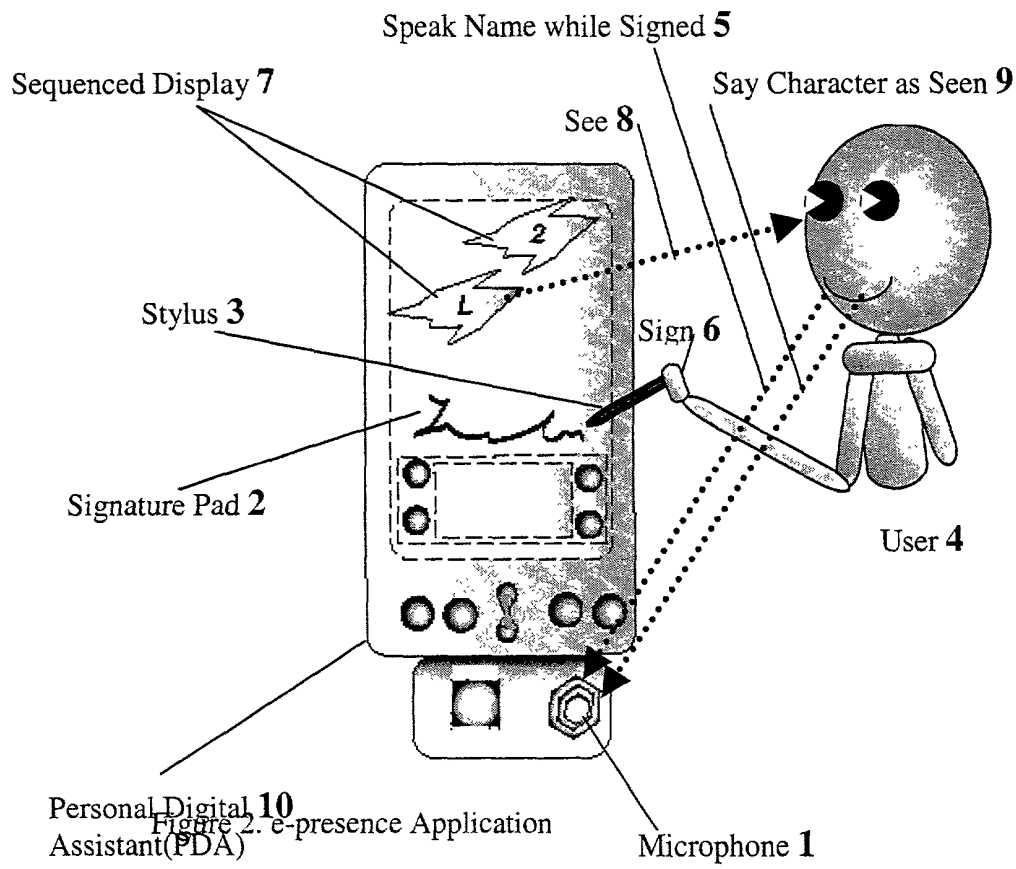 Speak Name while Signed 5
Sequenced Display 7
Say Character as Seen 9
See 8
2
L
Stylus 3
Sign 6
Signature Pad 2
User 4
Personal Digital 10
Assistant(PDA)
Figure 2. e-presence Application
Microphone 1